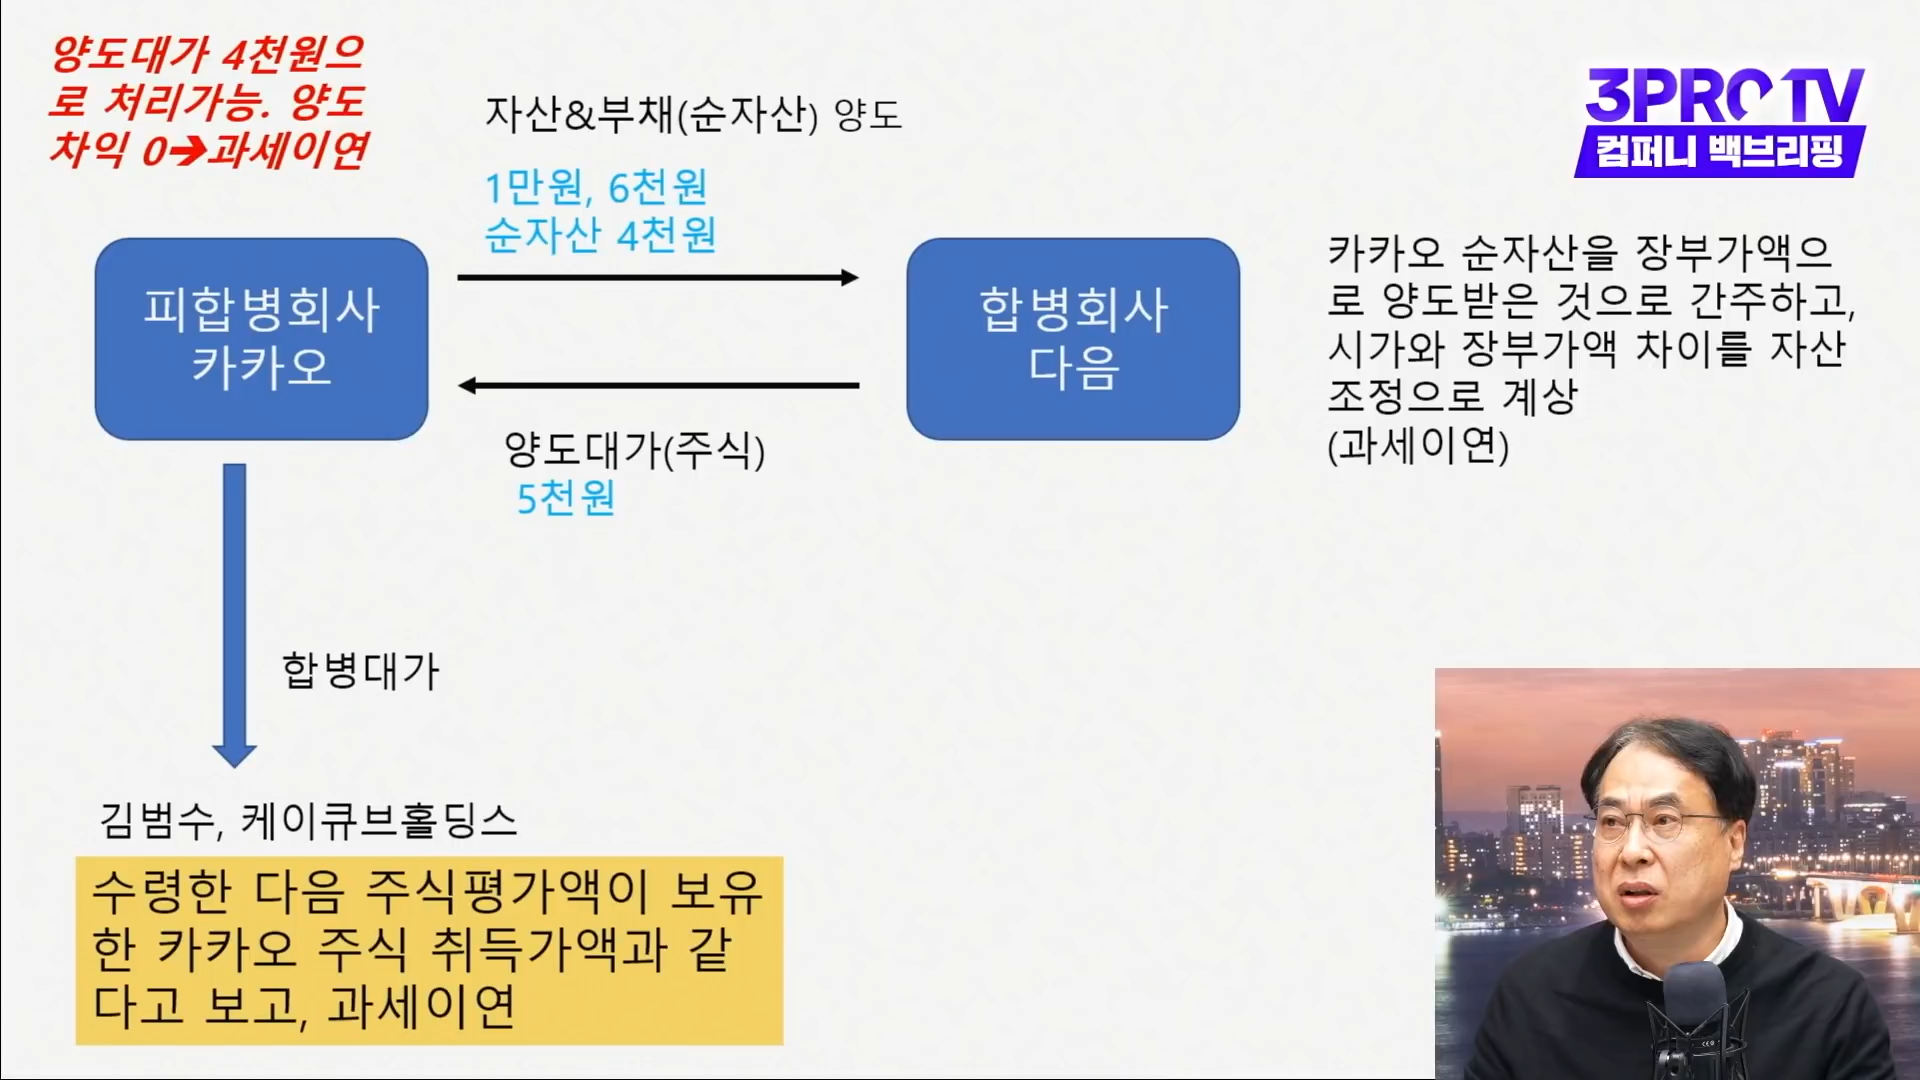 양도대가 4천원으
로 처리가능. 양도
차익 0➔과세이연
자산&부채(순자산) 양도
1만원, 6천원
순자산 4천원
3PRO TV
컴퍼니 백브리핑
피합병회사
카카오
합병회사
다음
카카오 순자산을 장부가액으
로 양도받은 것으로 간주하고,
시가와 장부가액 차이를 자산
조정으로 계상
(과세이연)
양도대가(주식)
5천원
합병대가
김범수, 케이큐브홀딩스
수령한 다음 주식평가액이 보유
한 카카오 주식 취득가액과 같
다고 보고, 과세이연